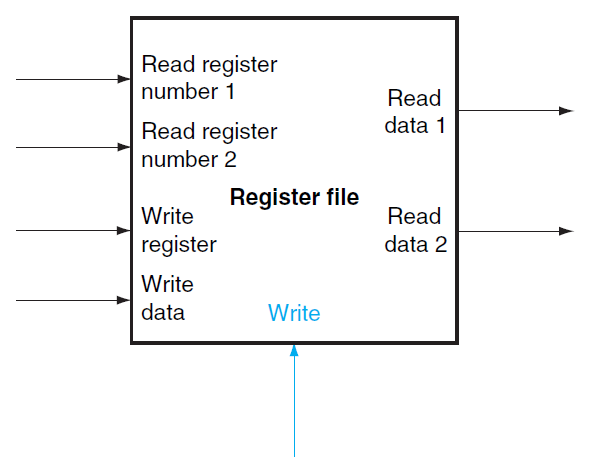 Read register
number 1
Read
data 1
Read register
number 2
Register file
Write
register
Read
data 2
Write
data
Write